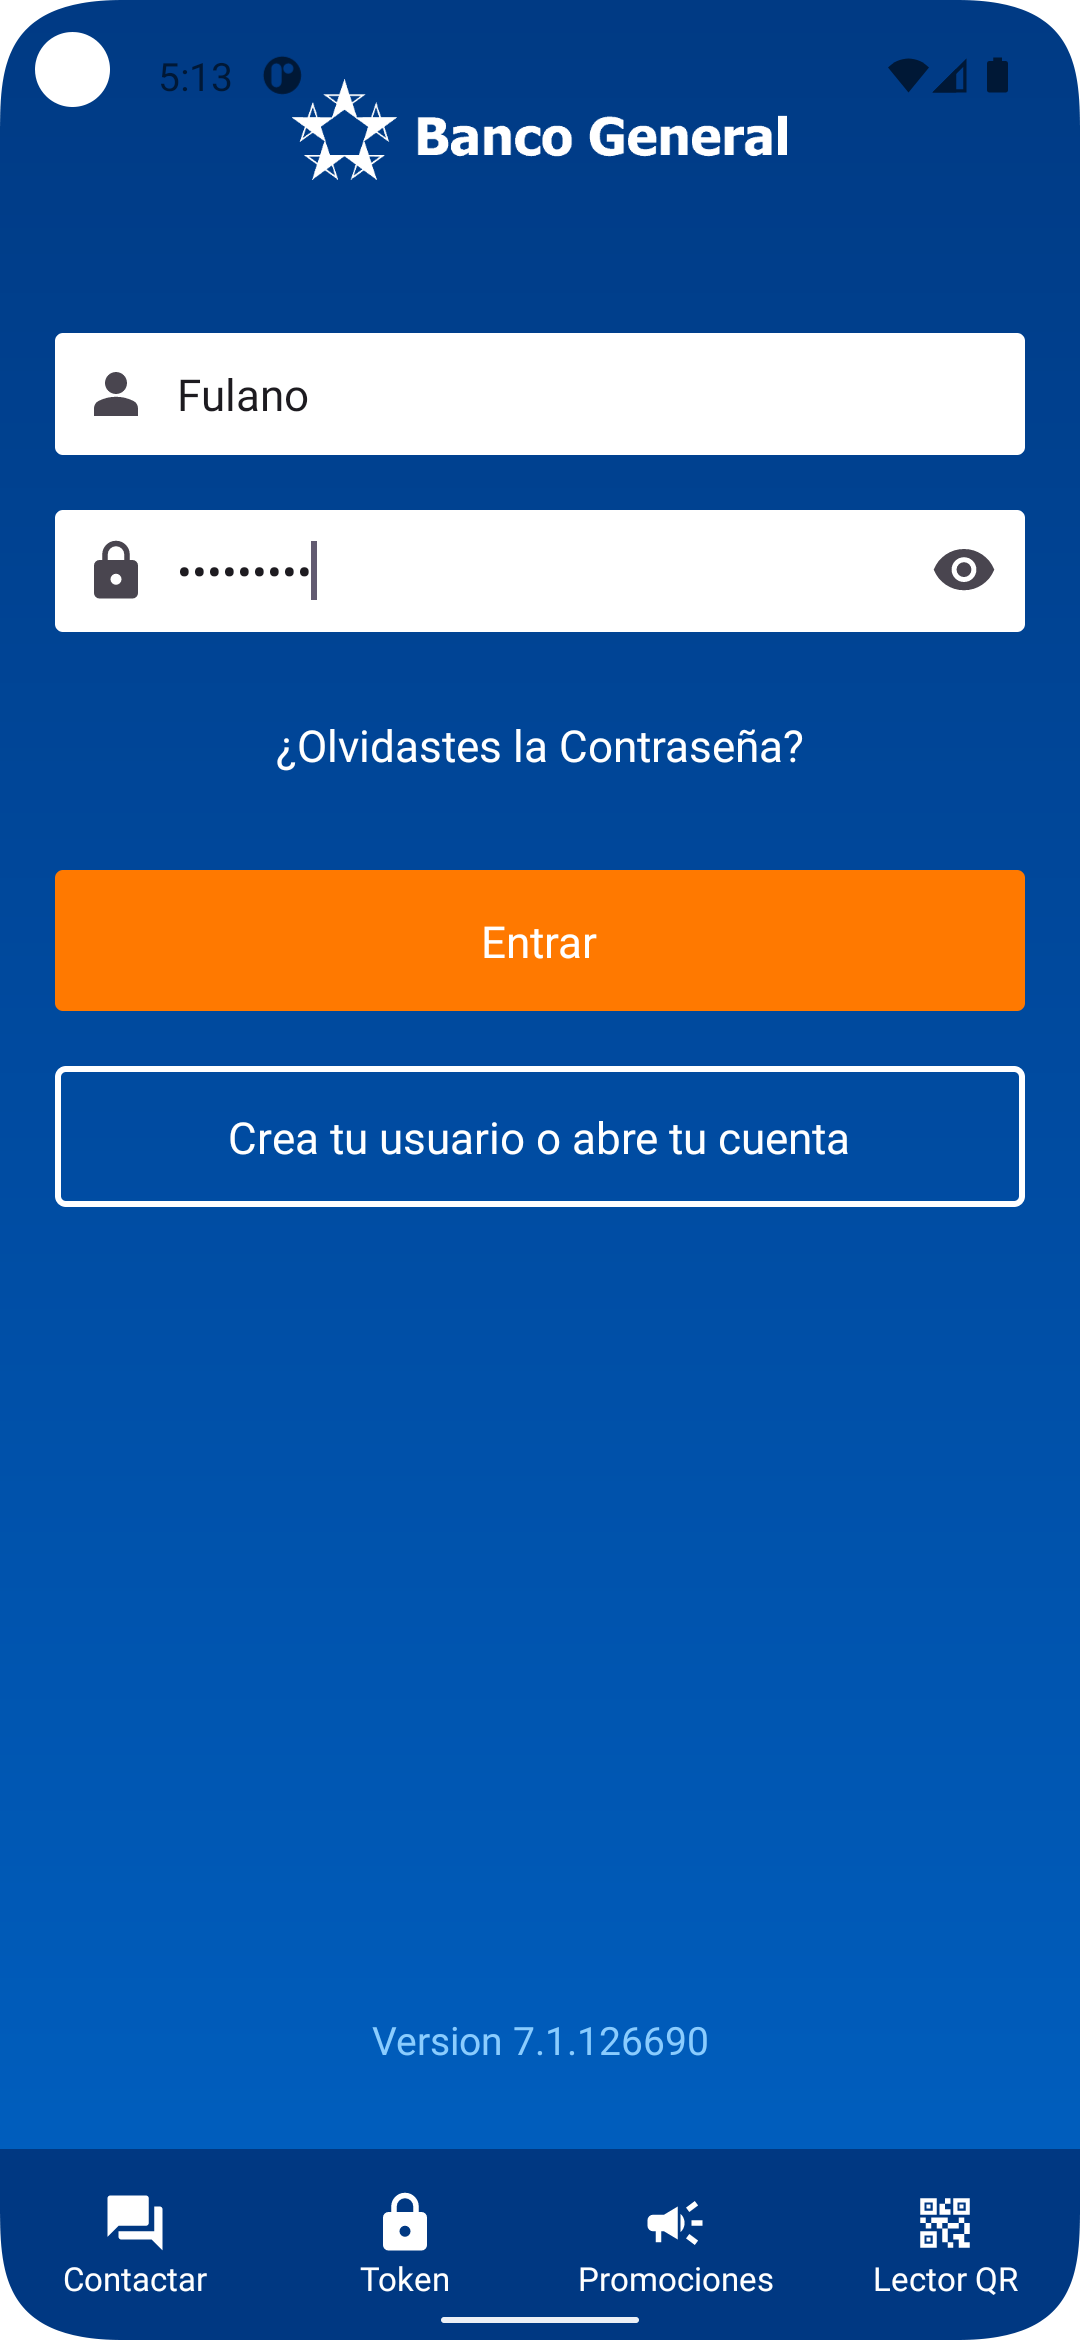 5:13
Banco General
Fulano
•••••••••
¿Olvidastes la Contraseña?
Entrar
Crea tu usuario o abre tu cuenta
Version 7.1.126690
Contactar
Token
Promociones
Lector QR